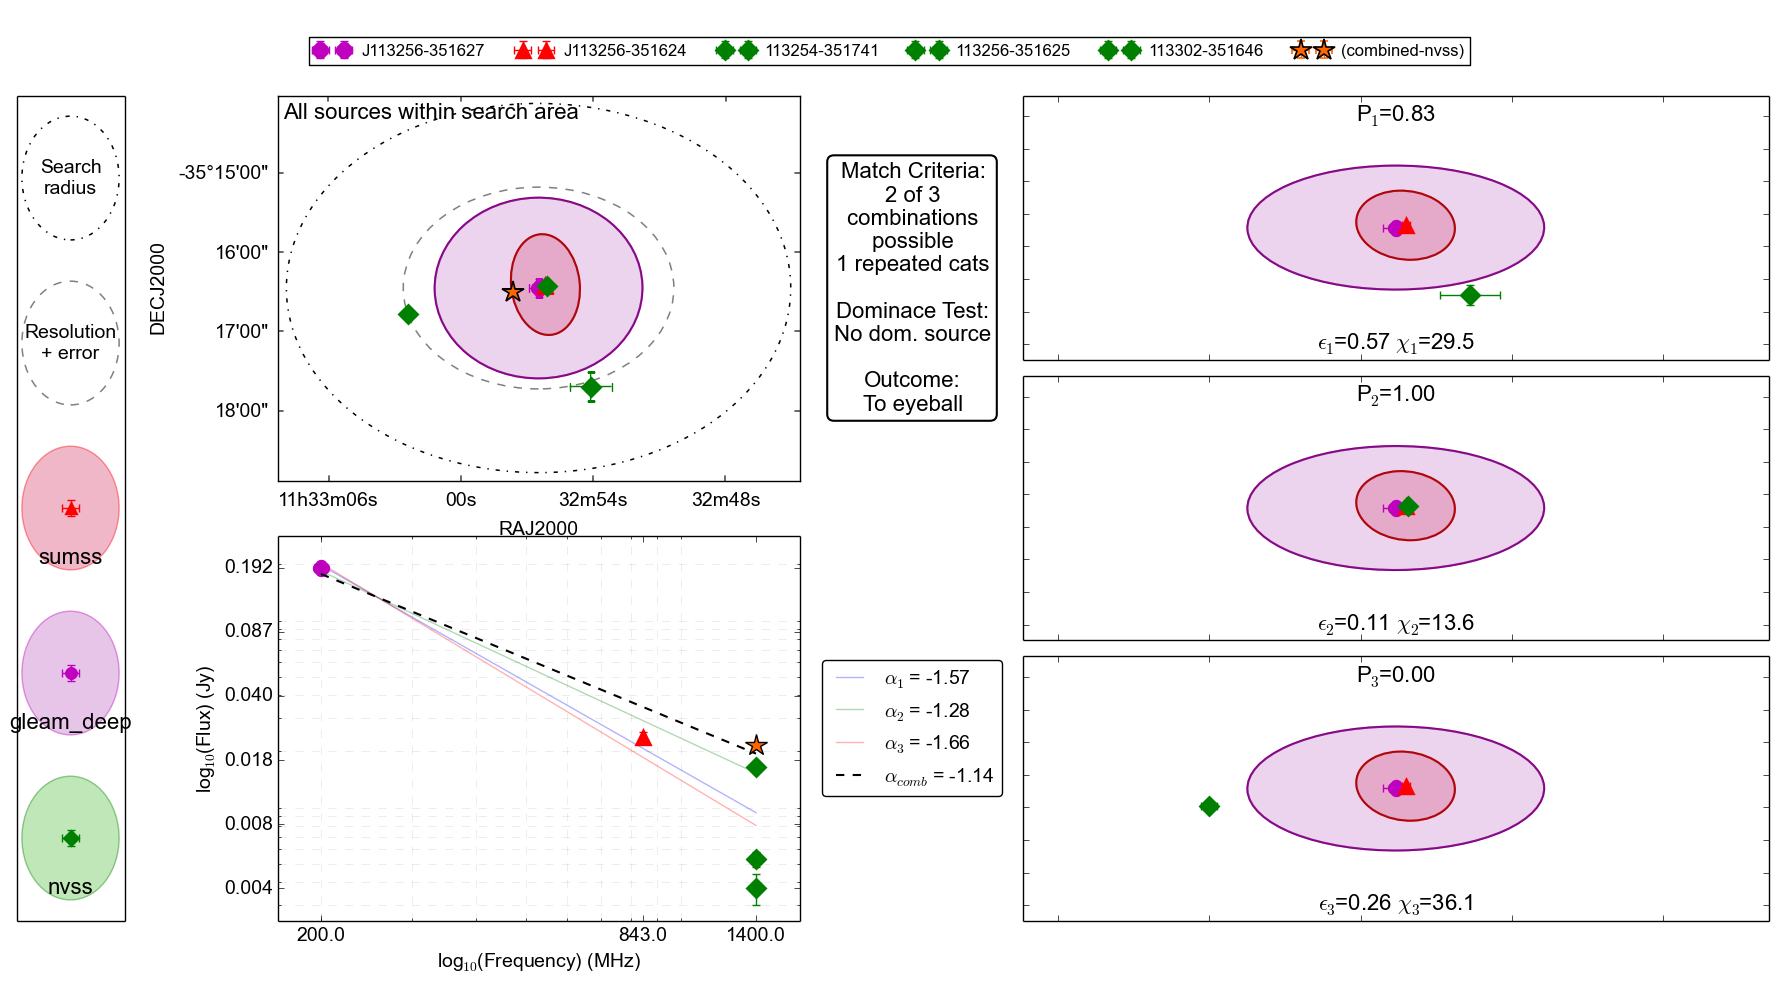 J113256-351627 J113256-351624 113254-351741 113256-351625 113302-351646 (combined-nvss)
Search
radius
Resolution
+ error
sumss
gleam_deep
nvss
All sources within search area
DECJ2000
-35°15'00"
16'00"
17'00"
18'00"
11h33m06s 00s 32m54s 32m48s
RAJ2000
Match Criteria:
2 of 3
combinations
possible
1 repeated cats
Dominace Test:
No dom. source
Outcome:
To eyeball
log₁₀(Flux) (Jy)
0.192
0.087
0.040
0.018
0.008
0.004
200.0 843.0 1400.0
log₁₀(Frequency) (MHz)
α₁ = -1.57
α₂ = -1.28
α₃ = -1.66
α_comb = -1.14
P₁=0.83
ϵ₁=0.57 χ₁=29.5
P₂=1.00
ϵ₂=0.11 χ₂=13.6
P₃=0.00
ϵ₃=0.26 χ₃=36.1